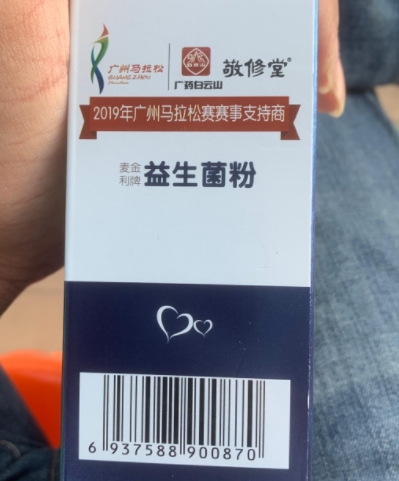 广州马拉松
GUANGZHOU
广药白云山
敬修堂®
2019年广州马拉松赛赛事支持商
麦金
利牌
益生菌粉
6 937588 900870